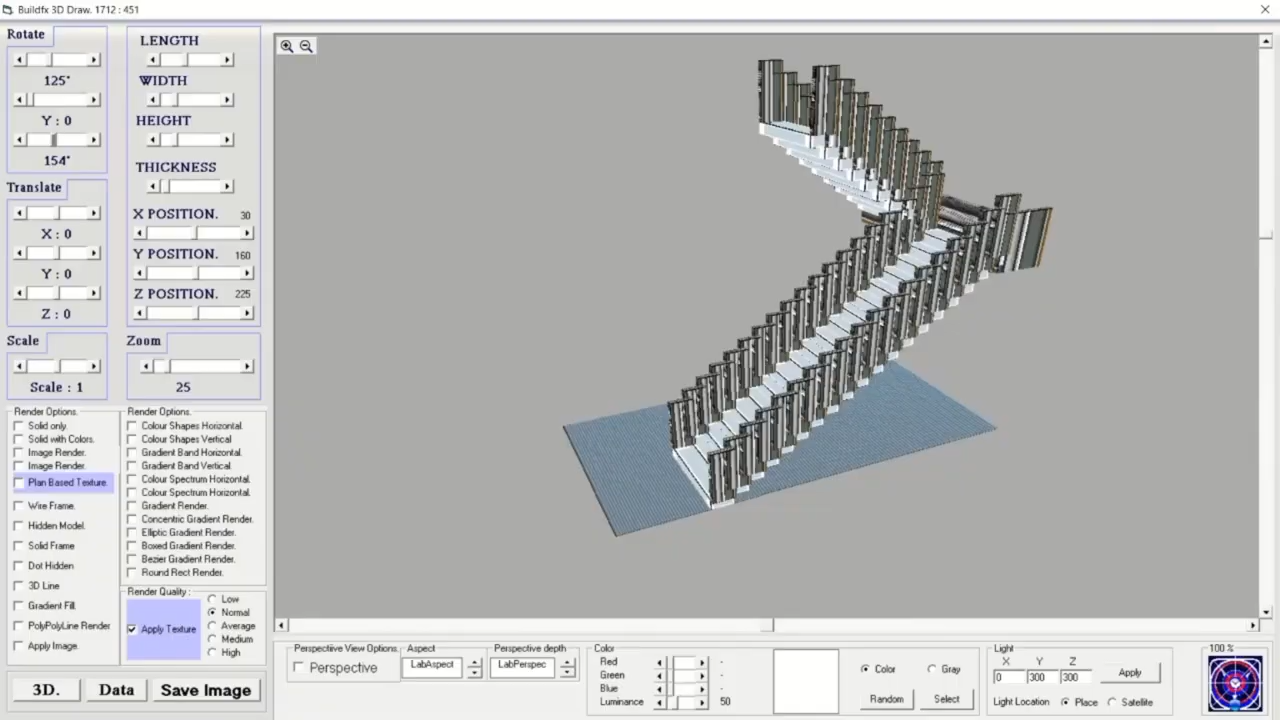 Buildfx 3D Draw. 1712 : 451
Rotate
125°
Y : 0
154°
Translate
X : 0
Y : 0
Z : 0
Scale
Scale : 1
LENGTH
WIDTH
HEIGHT
THICKNESS
X POSITION. 30
Y POSITION. 160
Z POSITION. 225
Zoom
25
Render Options.
Solid only.
Solid with Colors.
Image Render.
Image Render.
Plan Based Texture.
Wire Frame.
Hidden Model.
Solid Frame
Dot Hidden
3D Line
Gradient Fill.
PolyPolyLine Render
Apply Image.
Render Options.
Colour Shapes Horizontal.
Colour Shapes Vertical
Gradient Band Horizontal.
Gradient Band Vertical.
Colour Spectrum Horizontal.
Colour Spectrum Horizontal.
Gradient Render.
Concentric Gradient Render.
Elliptic Gradient Render.
Boxed Gradient Render.
Bezier Gradient Render.
Round Rect Render.
Render Quality :
Apply Texture
Low
Normal
Average
Medium
High
3D.
Data
Save Image
Perspective View Options.
Perspective
Aspect
LabAspect
Perspective depth
LabPerspec
Color
Red
Green
Blue
Luminance
50
Color
Gray
Random
Select
Light
X Y Z
0 300 300
Apply
Light Location
Place
Satellite
100 %